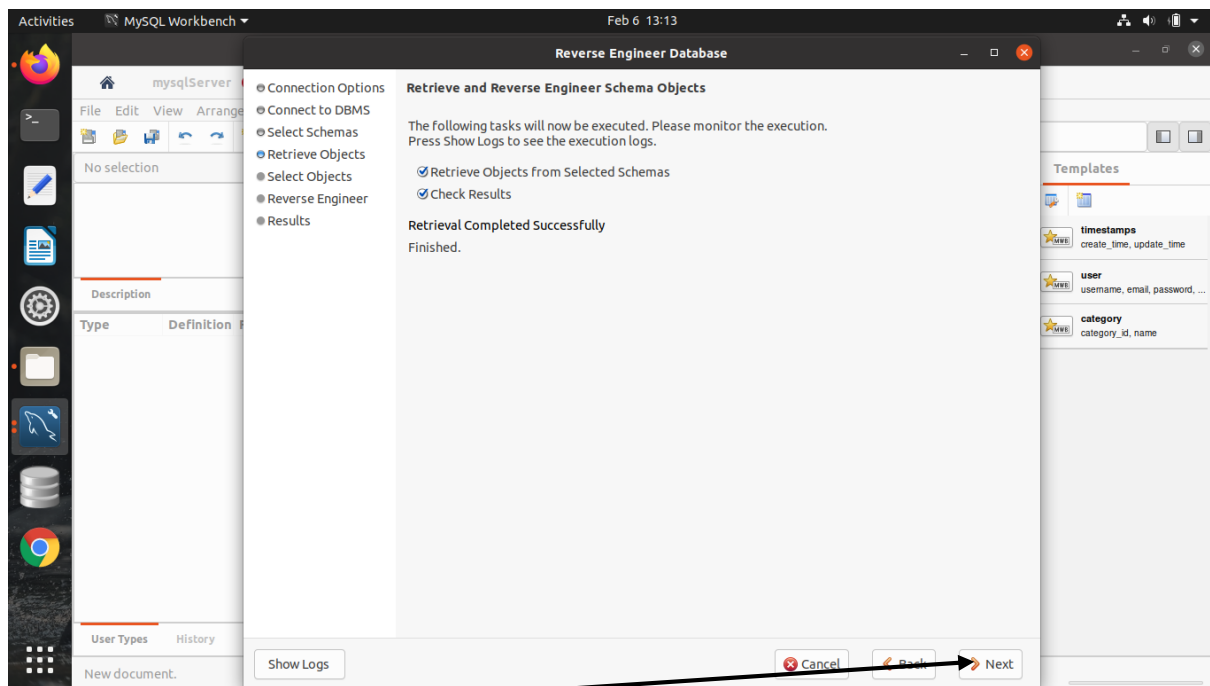 Activities
MySQL Workbench
Feb 6 13:13
Reverse Engineer Database
mysqlServer
File Edit View Arrange
No selection
Description
Type Definition
User Types History
New document.
Connection Options
Connect to DBMS
Select Schemas
Retrieve Objects
Select Objects
Reverse Engineer
Results
Retrieve and Reverse Engineer Schema Objects
The following tasks will now be executed. Please monitor the execution.
Press Show Logs to see the execution logs.
Retrieve Objects from Selected Schemas
Check Results
Retrieval Completed Successfully
Finished.
Show Logs
Cancel
Back
Next
Templates
timestamps
create_time, update_time
user
username, email, password, ...
category
category_id, name